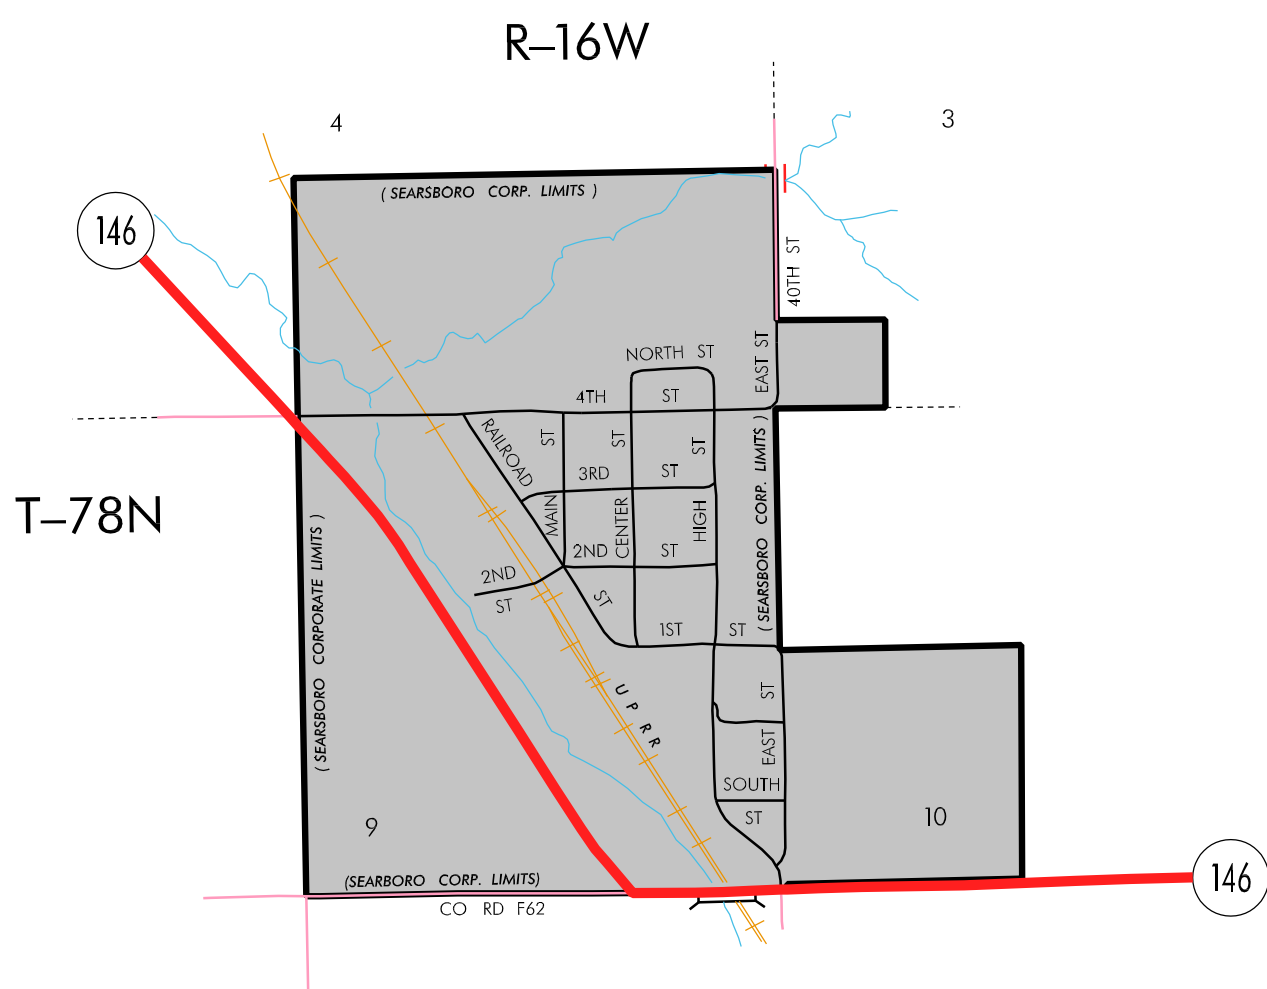 R–16W
4
3
( SEARSBORO CORP. LIMITS )
146
40TH ST
EAST ST
NORTH ST
4TH ST
RAILROAD ST
MAIN ST
CENTER ST
HIGH ST
3RD ST
( SEARSBORO CORP. LIMITS )
T–78N
( SEARSBORO CORPORATE LIMITS )
2ND ST
2ND ST
1ST ST
U P R R
EAST ST
SOUTH ST
9
10
(SEARBORO CORP. LIMITS)
CO RD F62
146